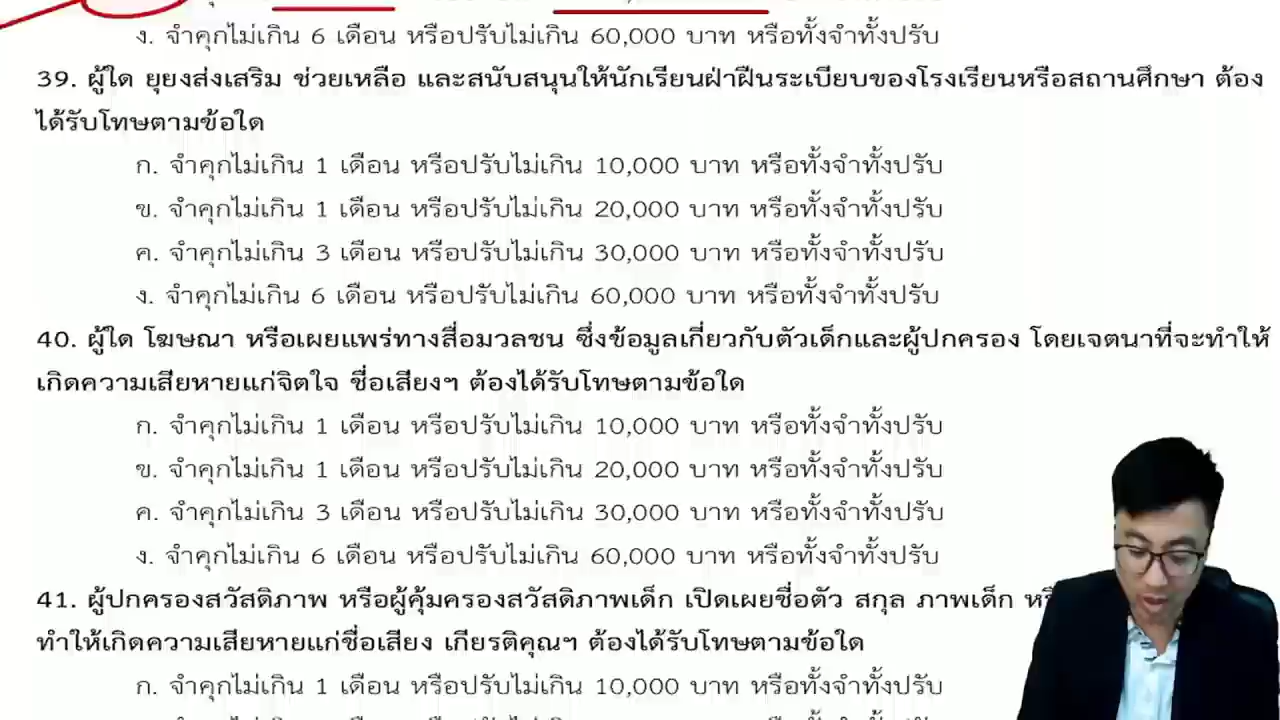 ง. จำคุกไม่เกิน 6 เดือน หรือปรับไม่เกิน 60,000 บาท หรือทั้งจำทั้งปรับ
39. ผู้ใด ยุยงส่งเสริม ช่วยเหลือ และสนับสนุนให้นักเรียนฝ่าฝืนระเบียบของโรงเรียนหรือสถานศึกษา ต้อง
ได้รับโทษตามข้อใด
ก. จำคุกไม่เกิน 1 เดือน หรือปรับไม่เกิน 10,000 บาท หรือทั้งจำทั้งปรับ
ข. จำคุกไม่เกิน 1 เดือน หรือปรับไม่เกิน 20,000 บาท หรือทั้งจำทั้งปรับ
ค. จำคุกไม่เกิน 3 เดือน หรือปรับไม่เกิน 30,000 บาท หรือทั้งจำทั้งปรับ
ง. จำคุกไม่เกิน 6 เดือน หรือปรับไม่เกิน 60,000 บาท หรือทั้งจำทั้งปรับ
40. ผู้ใด โฆษณา หรือเผยแพร่ทางสื่อมวลชน ซึ่งข้อมูลเกี่ยวกับตัวเด็กและผู้ปกครอง โดยเจตนาที่จะทำให้
เกิดความเสียหายแก่จิตใจ ชื่อเสียงฯ ต้องได้รับโทษตามข้อใด
ก. จำคุกไม่เกิน 1 เดือน หรือปรับไม่เกิน 10,000 บาท หรือทั้งจำทั้งปรับ
ข. จำคุกไม่เกิน 1 เดือน หรือปรับไม่เกิน 20,000 บาท หรือทั้งจำทั้งปรับ
ค. จำคุกไม่เกิน 3 เดือน หรือปรับไม่เกิน 30,000 บาท หรือทั้งจำทั้งปรับ
ง. จำคุกไม่เกิน 6 เดือน หรือปรับไม่เกิน 60,000 บาท หรือทั้งจำทั้งปรับ
41. ผู้ปกครองสวัสดิภาพ หรือผู้คุ้มครองสวัสดิภาพเด็ก เปิดเผยชื่อตัว สกุล ภาพเด็ก
ทำให้เกิดความเสียหายแก่ชื่อเสียง เกียรติคุณฯ ต้องได้รับโทษตามข้อใด
ก. จำคุกไม่เกิน 1 เดือน หรือปรับไม่เกิน 10,000 บาท หรือทั้งจำทั้งปรับ